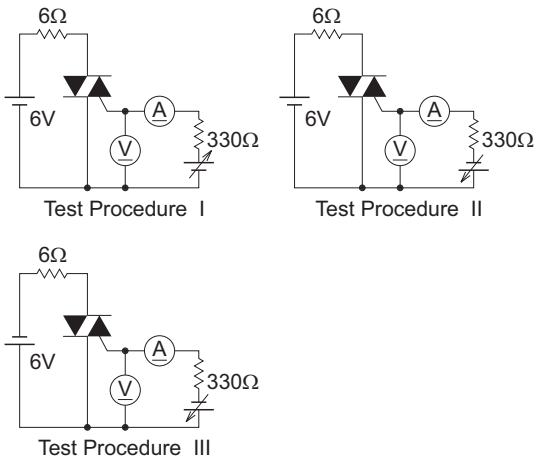 6Ω
6V
A
V
330Ω
Test Procedure I
6Ω
6V
A
V
330Ω
Test Procedure II
6Ω
6V
A
V
330Ω
Test Procedure III